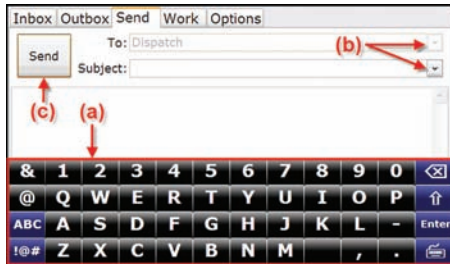 Inbox Outbox Send Work Options
To: Dispatch
(b)
Send
Subject:
(c) (a)
& 1 2 3 4 5 6 7 8 9 0
@ Q W E R T Y U I O P
ABC A S D F G H J K L - Enter
!@# Z X C V B N M , .